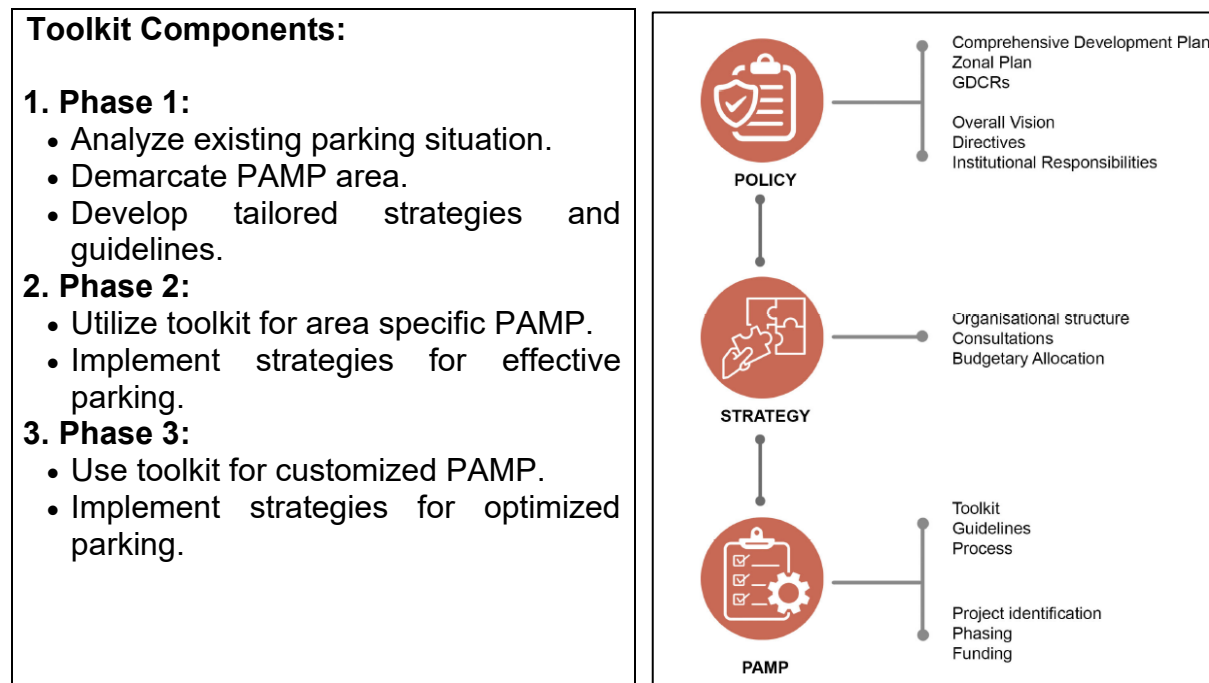 Toolkit Components:
1. Phase 1:
• Analyze existing parking situation.
• Demarcate PAMP area.
• Develop tailored strategies and
guidelines.
2. Phase 2:
• Utilize toolkit for area specific PAMP.
• Implement strategies for effective
parking.
3. Phase 3:
• Use toolkit for customized PAMP.
• Implement strategies for optimized
parking.
POLICY
Comprehensive Development Plan
Zonal Plan
GDCRs
Overall Vision
Directives
Institutional Responsibilities
STRATEGY
Organisational structure
Consultations
Budgetary Allocation
PAMP
Toolkit
Guidelines
Process
Project identification
Phasing
Funding